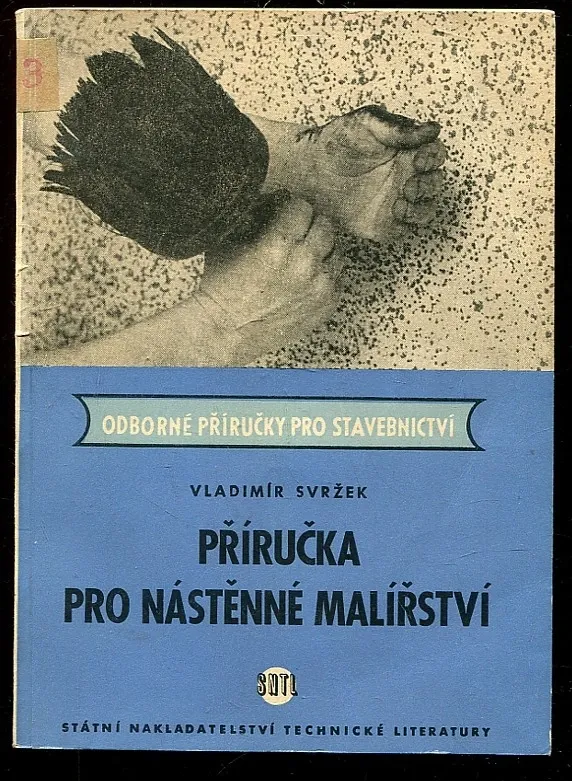 3
ODBORNÉ PŘÍRUČKY PRO STAVEBNICTVÍ
VLADIMÍR SVRŽEK
PŘÍRUČKA
PRO NÁSTĚNNÉ MALÍŘSTVÍ
SNTL
STÁTNÍ NAKLADATELSTVÍ TECHNICKÉ LITERATURY